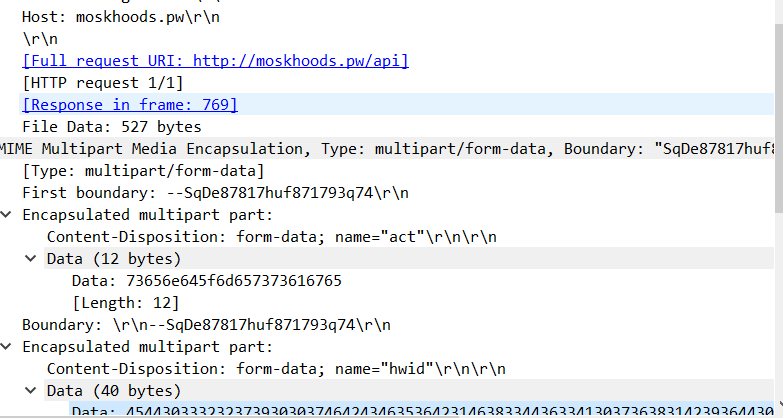 Host: moskhoods.pw\r\n
\r\n
[Full request URI: http://moskhoods.pw/api]
[HTTP request 1/1]
[Response in frame: 769]
File Data: 527 bytes
MIME Multipart Media Encapsulation, Type: multipart/form-data, Boundary: "SqDe87817huf8
[Type: multipart/form-data]
First boundary: --SqDe87817huf871793q74\r\n
Encapsulated multipart part:
Content-Disposition: form-data; name="act"\r\n\r\n
Data (12 bytes)
Data: 73656e645f6d657373616765
[Length: 12]
Boundary: \r\n--SqDe87817huf871793q74\r\n
Encapsulated multipart part:
Content-Disposition: form-data; name="hwid"\r\n\r\n
Data (40 bytes)
Data: